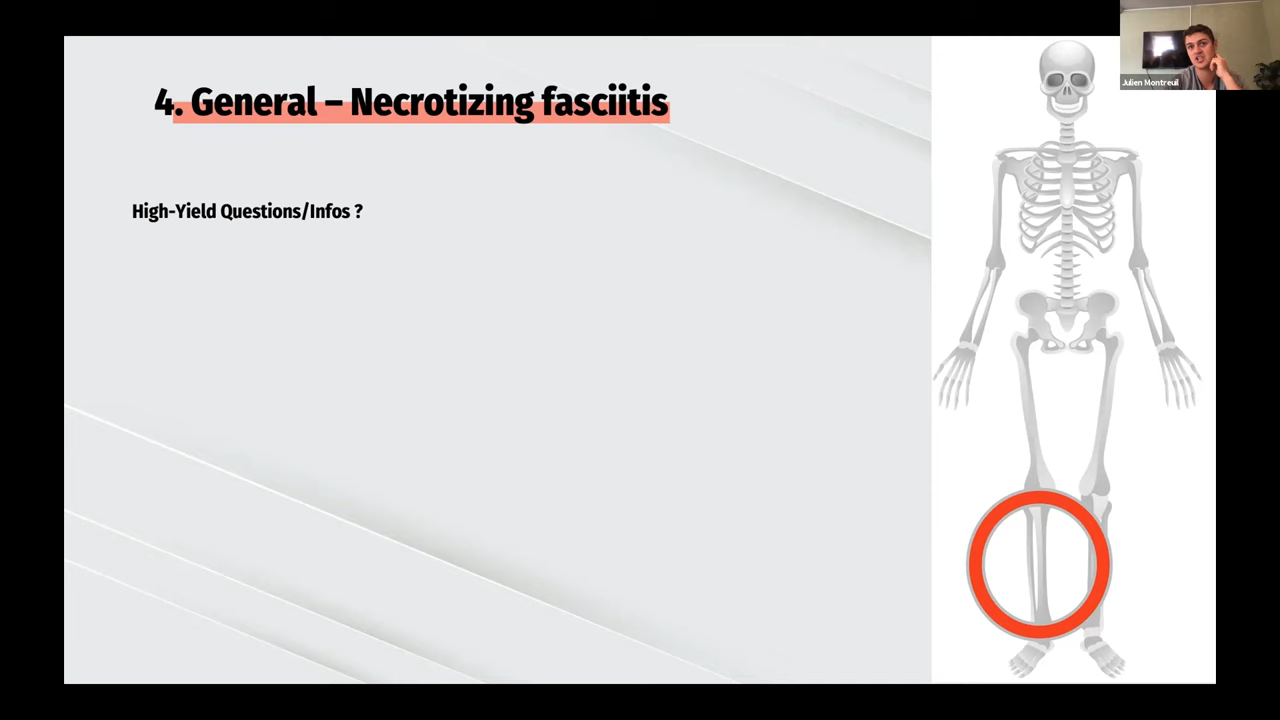 4. General – Necrotizing fasciitis
High-Yield Questions/Infos ?
Julien Montreuil